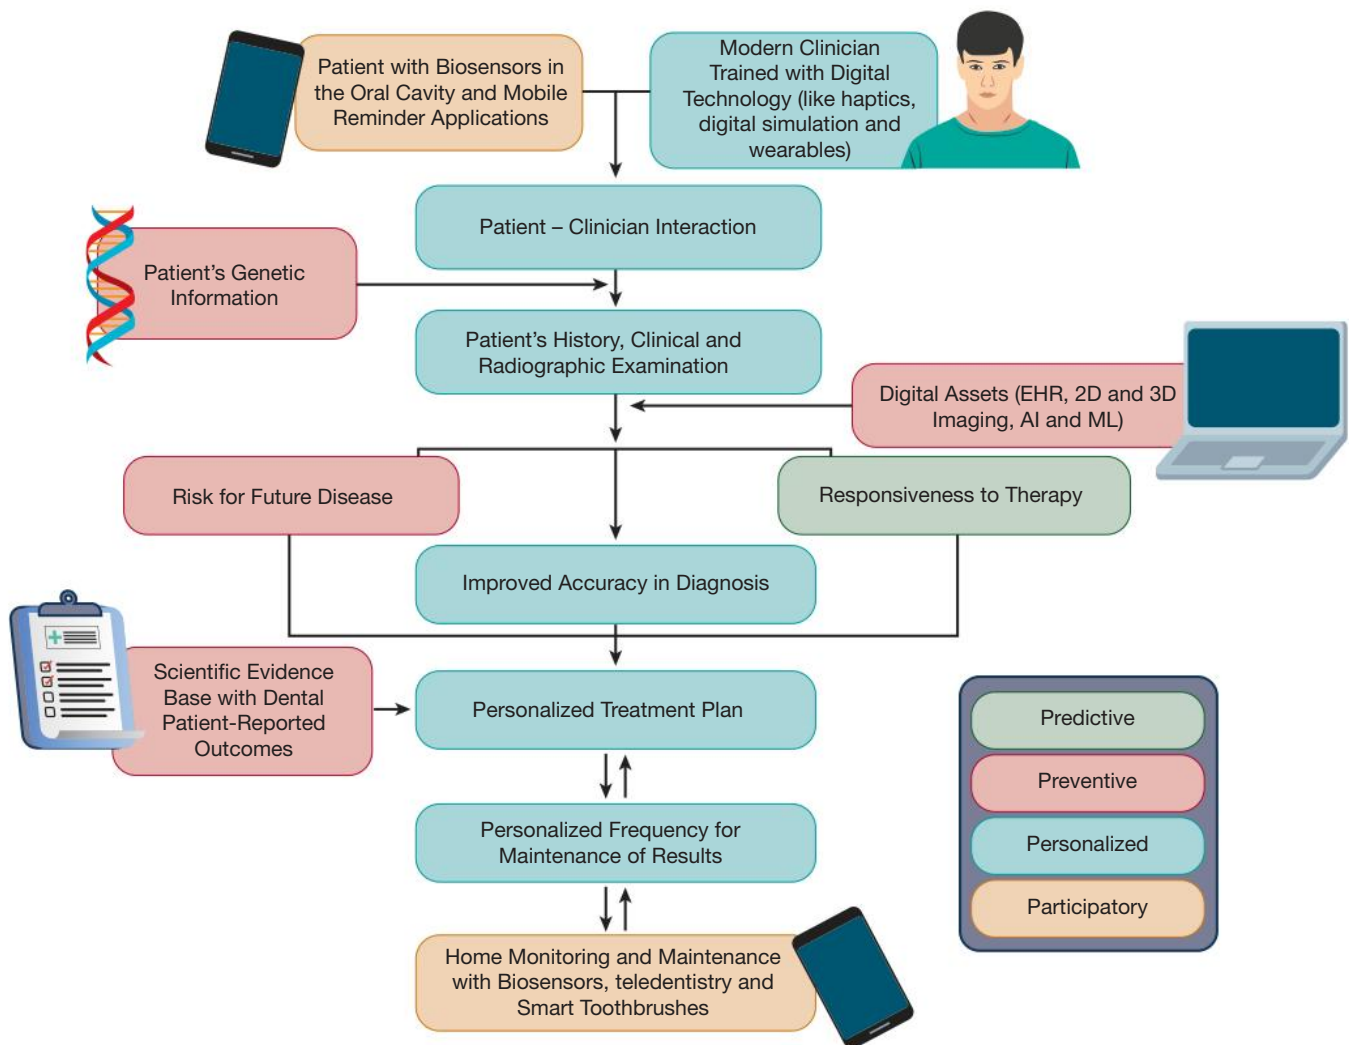 Patient with Biosensors in
the Oral Cavity and Mobile
Reminder Applications
Modern Clinician
Trained with Digital
Technology (like haptics,
digital simulation and
wearables)
Patient – Clinician Interaction
Patient’s Genetic
Information
Patient’s History, Clinical and
Radiographic Examination
Digital Assets (EHR, 2D and 3D
Imaging, AI and ML)
Risk for Future Disease
Responsiveness to Therapy
Improved Accuracy in Diagnosis
Scientific Evidence
Base with Dental
Patient-Reported
Outcomes
Personalized Treatment Plan
Personalized Frequency for
Maintenance of Results
Home Monitoring and Maintenance
with Biosensors, teledentistry and
Smart Toothbrushes
Predictive
Preventive
Personalized
Participatory